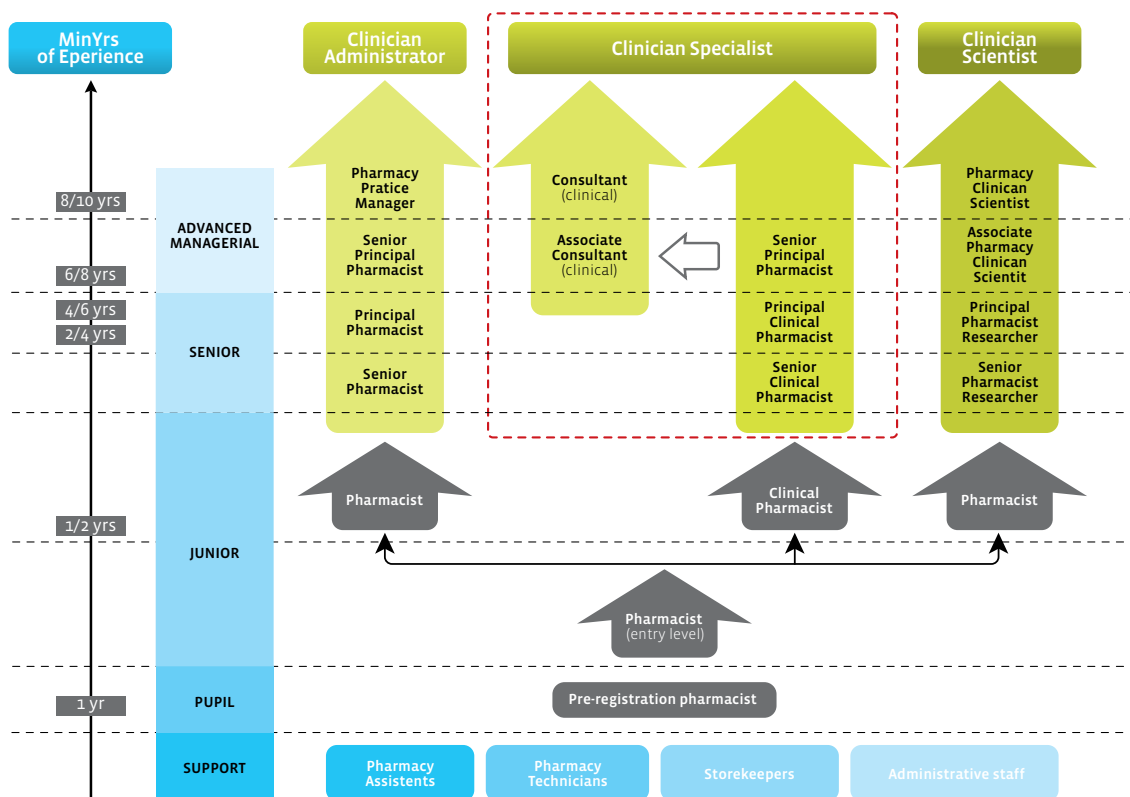 MinYrs
of Eperience
Clinician
Administrator
Clinician Specialist
Clinician
Scientist
8/10 yrs
6/8 yrs
4/6 yrs
2/4 yrs
1/2 yrs
1 yr
ADVANCED
MANAGERIAL
SENIOR
JUNIOR
PUPIL
SUPPORT
Pharmacy
Pratice
Manager
Senior
Principal
Pharmacist
Principal
Pharmacist
Senior
Pharmacist
Consultant
(clinical)
Associate
Consultant
(clinical)
Senior
Principal
Pharmacist
Principal
Clinical
Pharmacist
Senior
Clinical
Pharmacist
Pharmacy
Clinican
Scientist
Associate
Pharmacy
Clinican
Scientit
Principal
Pharmacist
Researcher
Senior
Pharmacist
Researcher
Pharmacist
Clinical
Pharmacist
Pharmacist
Pharmacist
(entry level)
Pre-registration pharmacist
Pharmacy
Assistents
Pharmacy
Technicians
Storekeepers
Administrative staff